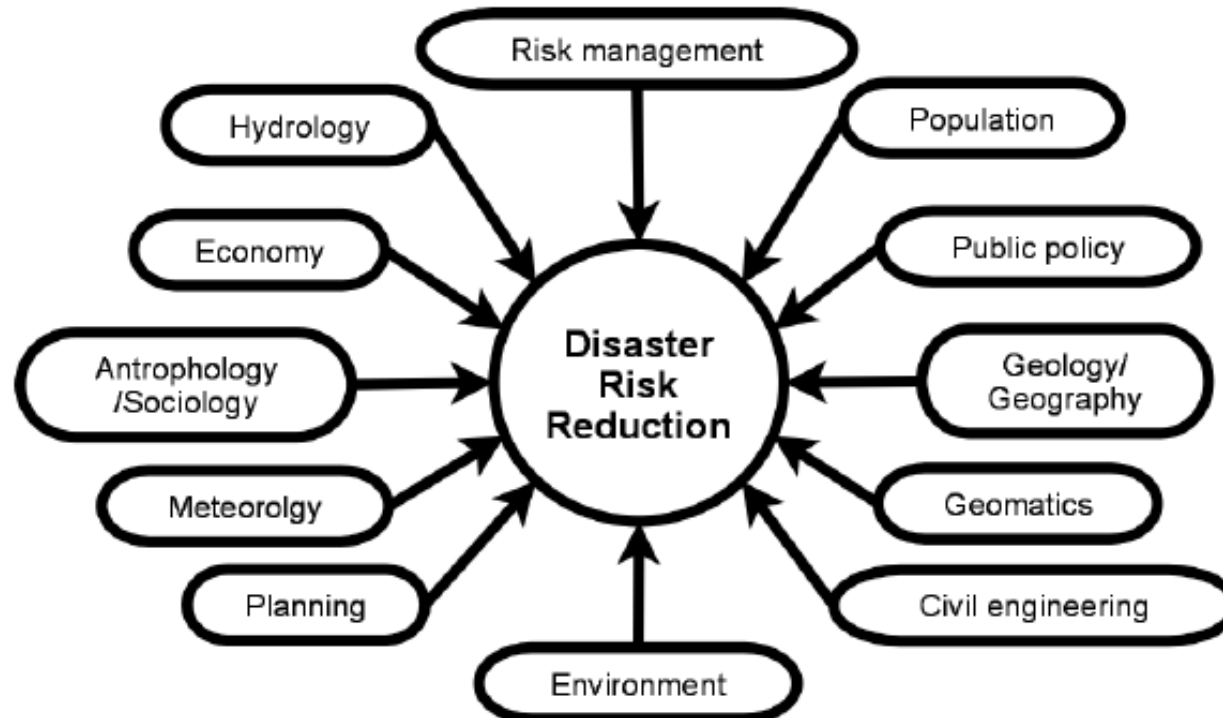 Risk management
Hydrology
Population
Economy
Public policy
Disaster
Risk
Reduction
Antrophology
/Sociology
Geology/
Geography
Meteorolgy
Geomatics
Planning
Civil engineering
Environment